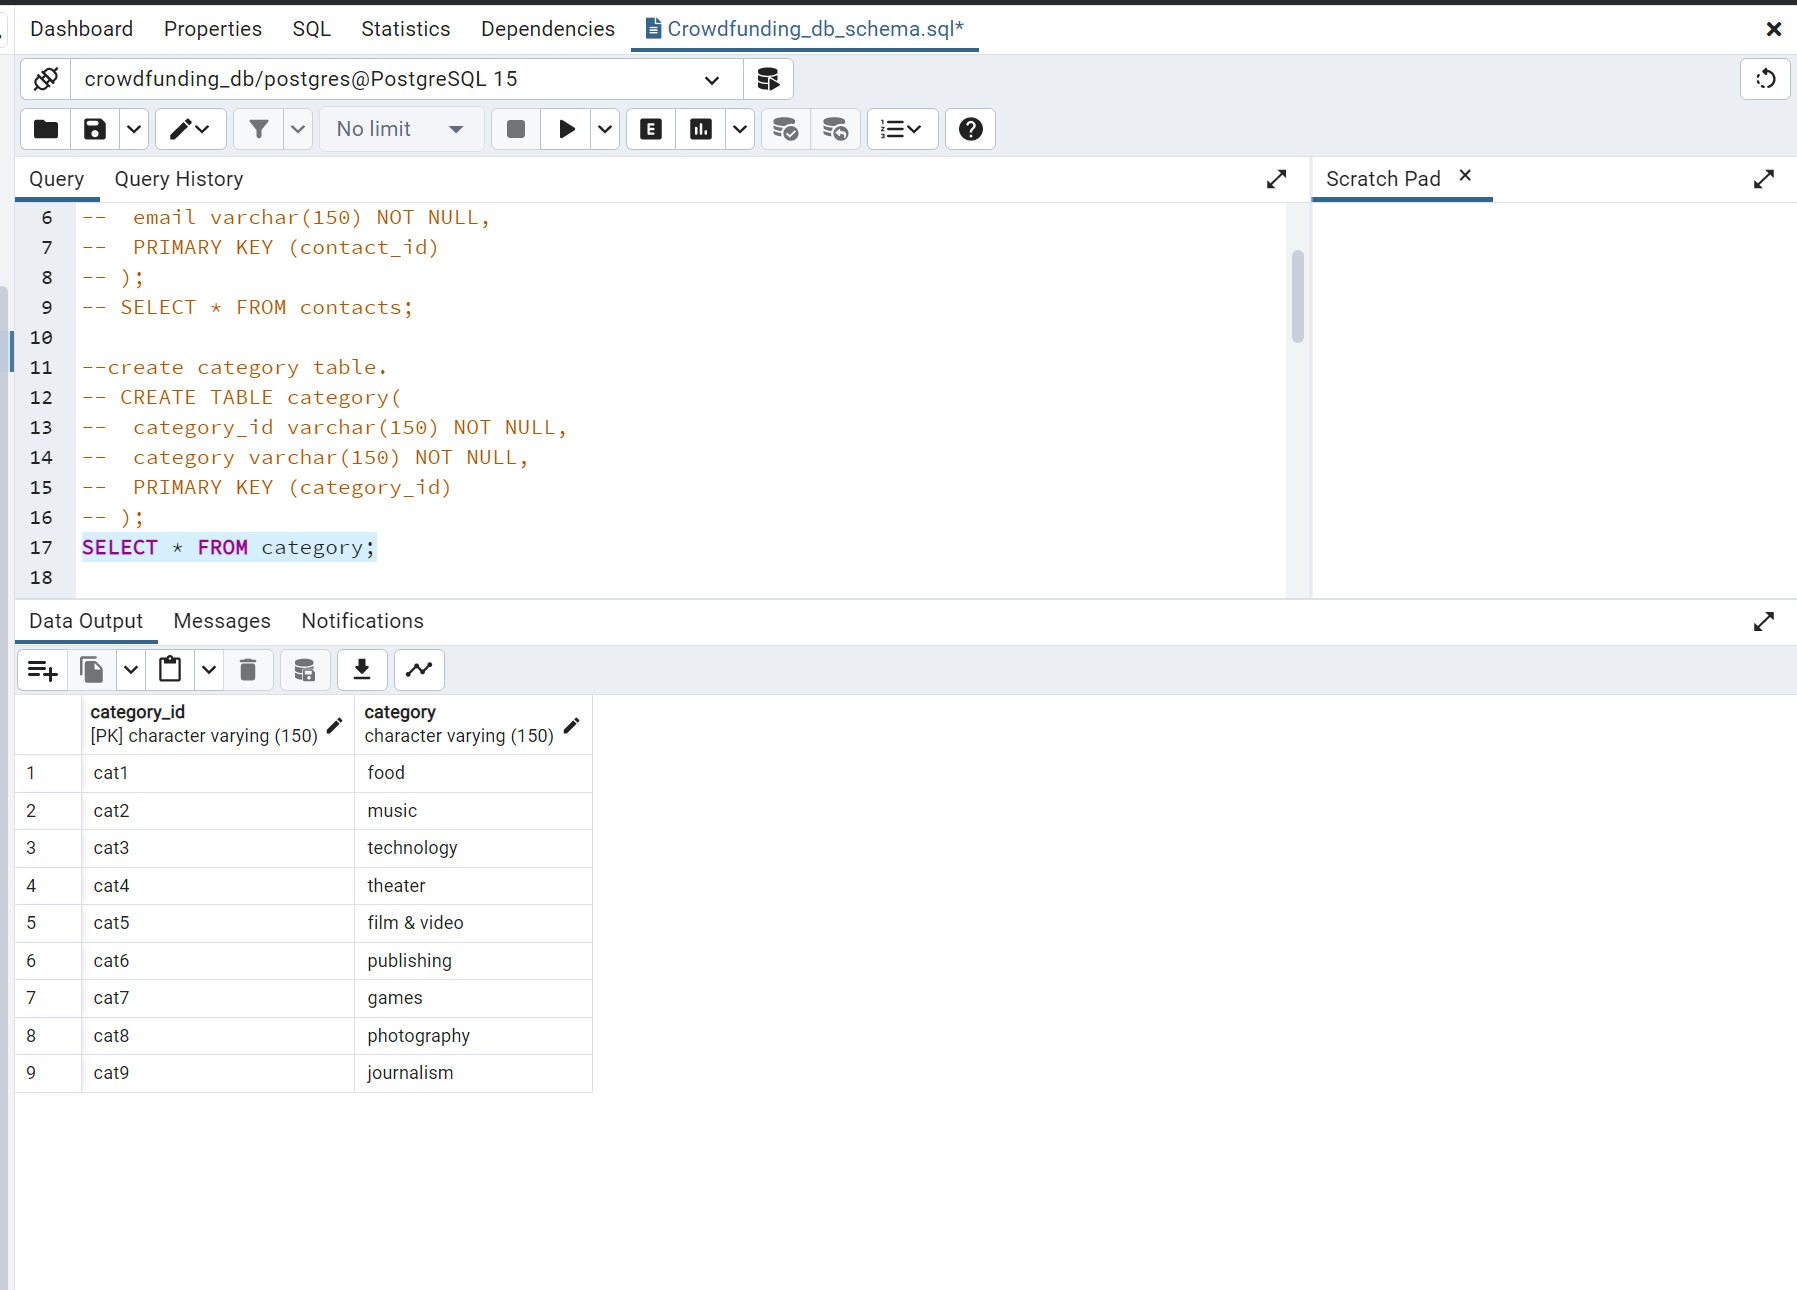 Dashboard Properties SQL Statistics Dependencies Crowdfunding_db_schema.sql*
crowdfunding_db/postgres@PostgreSQL 15
No limit E
Query Query History Scratch Pad
6 --  email varchar(150) NOT NULL,
7 --  PRIMARY KEY (contact_id)
8 -- );
9 -- SELECT * FROM contacts;
10
11 --create category table.
12 -- CREATE TABLE category(
13 --  category_id varchar(150) NOT NULL,
14 --  category varchar(150) NOT NULL,
15 --  PRIMARY KEY (category_id)
16 -- );
17 SELECT * FROM category;
18
Data Output Messages Notifications
category_id category
[PK] character varying (150) character varying (150)
1 cat1 food
2 cat2 music
3 cat3 technology
4 cat4 theater
5 cat5 film & video
6 cat6 publishing
7 cat7 games
8 cat8 photography
9 cat9 journalism